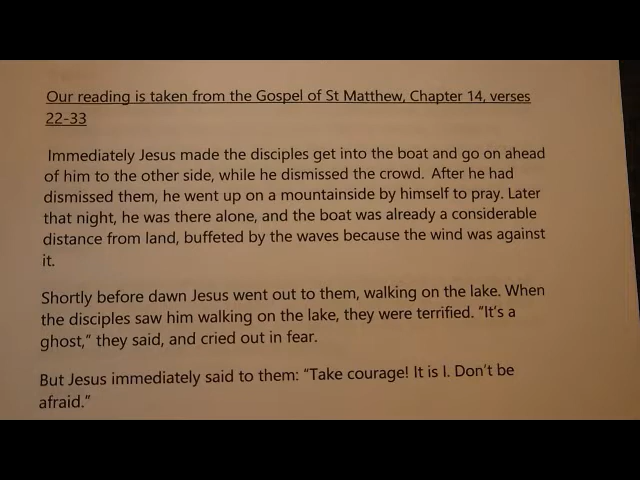 Our reading is taken from the Gospel of St Matthew, Chapter 14, verses
22-33
Immediately Jesus made the disciples get into the boat and go on ahead
of him to the other side, while he dismissed the crowd. After he had
dismissed them, he went up on a mountainside by himself to pray. Later
that night, he was there alone, and the boat was already a considerable
distance from land, buffeted by the waves because the wind was against
it.
Shortly before dawn Jesus went out to them, walking on the lake. When
the disciples saw him walking on the lake, they were terrified. “It’s a
ghost,” they said, and cried out in fear.
But Jesus immediately said to them: “Take courage! It is I. Don’t be
afraid.”